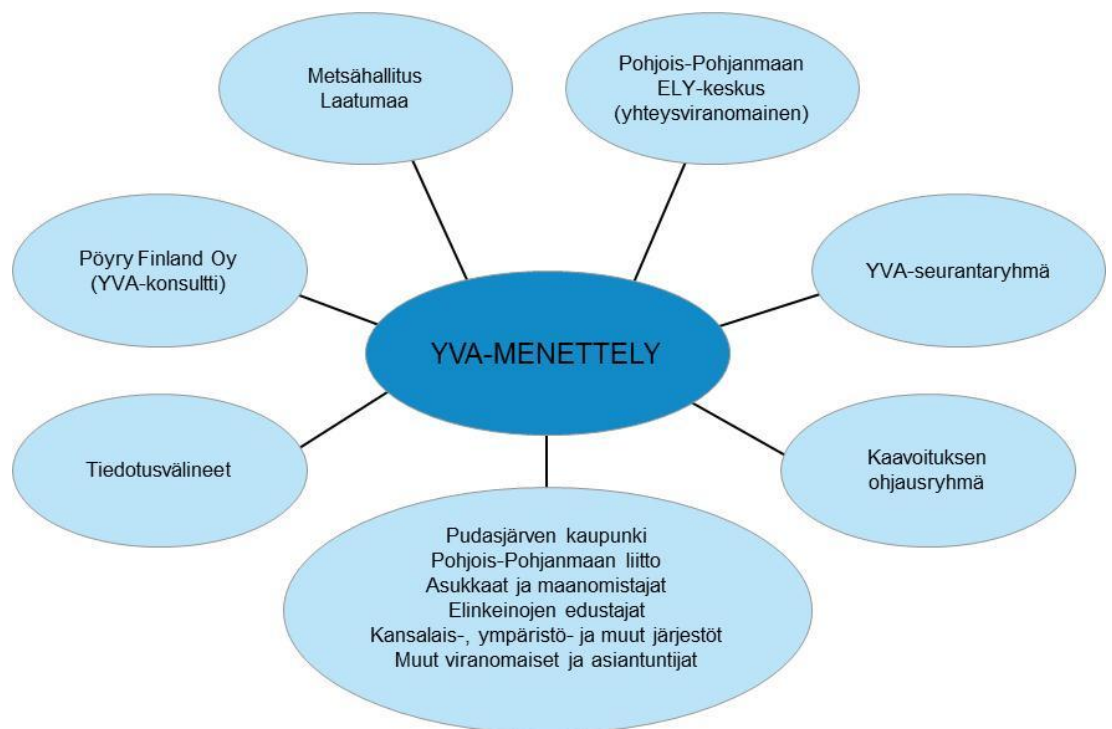 Metsähallitus
Laatumaa
Pohjois-Pohjanmaan
ELY-keskus
(yhteysviranomainen)
Pöyry Finland Oy
(YVA-konsultti)
YVA-seurantaryhmä
YVA-MENETTELY
Tiedotusvälineet
Kaavoituksen
ohjausryhmä
Pudasjärven kaupunki
Pohjois-Pohjanmaan liitto
Asukkaat ja maanomistajat
Elinkeinojen edustajat
Kansalais-, ympäristö- ja muut järjestöt
Muut viranomaiset ja asiantuntijat